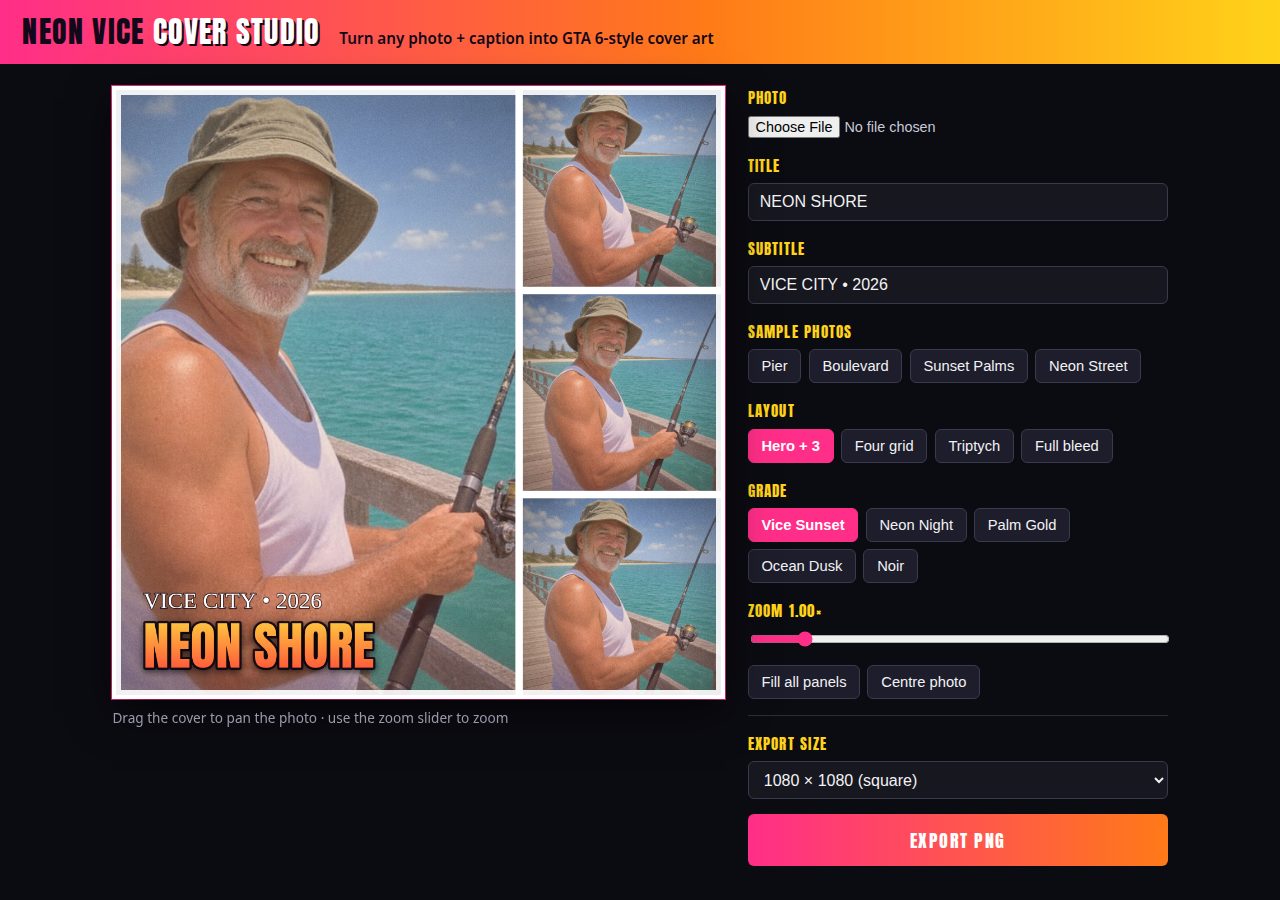 NEON VICE COVER STUDIO
Turn any photo + caption into GTA 6-style cover art
VICE CITY • 2026
NEON SHORE
Drag the cover to pan the photo · use the zoom slider to zoom
PHOTO
Choose File No file chosen
TITLE
NEON SHORE
SUBTITLE
VICE CITY • 2026
SAMPLE PHOTOS
Pier Boulevard Sunset Palms Neon Street
LAYOUT
Hero + 3 Four grid Triptych Full bleed
GRADE
Vice Sunset Neon Night Palm Gold
Ocean Dusk Noir
ZOOM 1.00×
Fill all panels Centre photo
EXPORT SIZE
1080 × 1080 (square)
EXPORT PNG